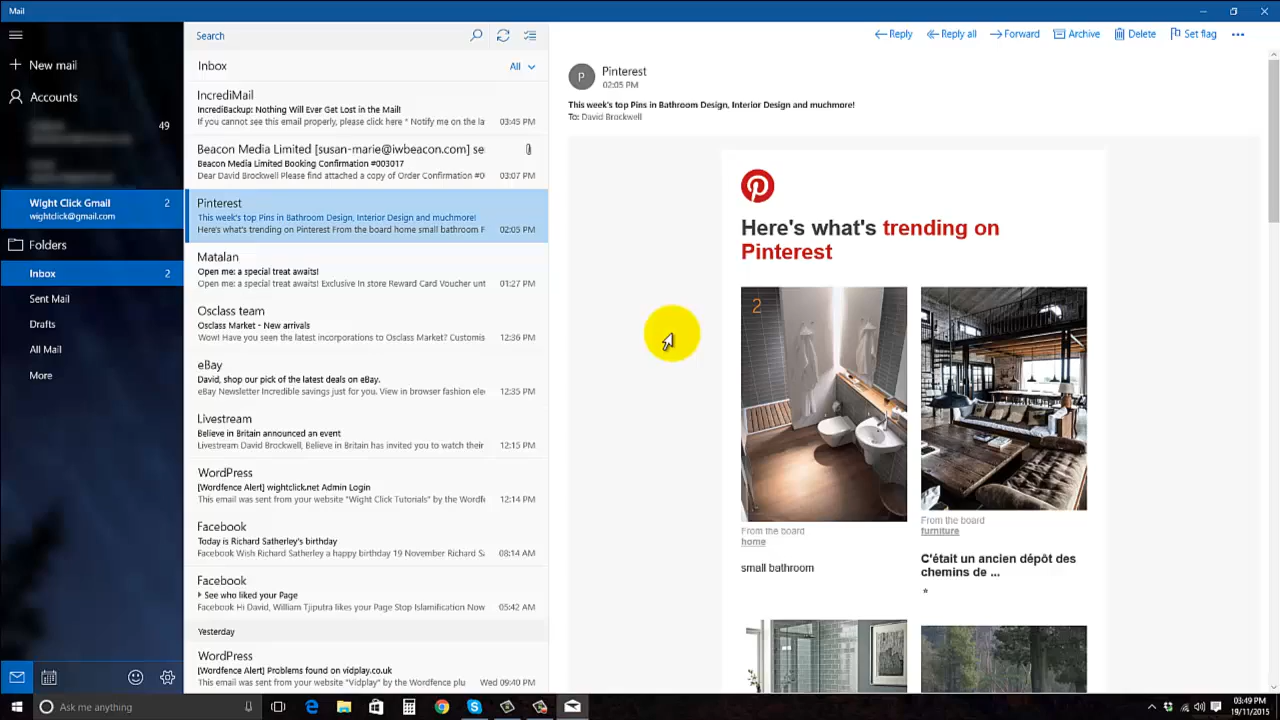 Mail
Search
Reply
Reply all
Forward
Archive
Delete
Set flag
New mail
Accounts
49
Wight Click Gmail 2
wightclick@gmail.com
Folders
Inbox 2
Sent Mail
Drafts
All Mail
More
Inbox
All
IncrediMail
IncrediBackup: Nothing Will Ever Get Lost in the Mail!
If you cannot see this email properly, please click here * Notify me on the la 03:45 PM
Beacon Media Limited [susan-marie@iwbeacon.com] se
Beacon Media Limited Booking Confirmation #003017
Dear David Brockwell Please find attached a copy of Order Confirmation #0 03:07 PM
Pinterest
This week's top Pins in Bathroom Design, Interior Design and muchmore!
Here's what's trending on Pinterest From the board home small bathroom F 02:05 PM
Matalan
Open me: a special treat awaits!
Open me: a special treat awaits! Exclusive In store Reward Card Voucher unt 01:27 PM
Osclass team
Osclass Market - New arrivals
Wow! Have you seen the latest incorporations to Osclass Market? Customis 12:36 PM
eBay
David, shop our pick of the latest deals on eBay.
eBay Newsletter Incredible savings just for you. View in browser fashion ele 12:35 PM
Livestream
Believe in Britain announced an event
Livestream David Brockwell, Believe in Britain has invited you to watch their 12:15 PM
WordPress
[Wordfence Alert] wightclick.net Admin Login
This email was sent from your website "Wight Click Tutorials" by the Wordfe 12:14 PM
Facebook
Today is Richard Satherley's birthday
Facebook Wish Richard Satherley a happy birthday 19 November Richard Sa 08:14 AM
Facebook
See who liked your Page
Facebook Hi David, William Tjiputra likes your Page Stop Islamification Now 05:42 AM
Yesterday
WordPress
[Wordfence Alert] Problems found on vidplay.co.uk
This email was sent from your website "Vidplay" by the Wordfence plu Wed 09:40 PM
P
Pinterest
02:05 PM
This week's top Pins in Bathroom Design, Interior Design and muchmore!
To: David Brockwell
Here's what's trending on
Pinterest
2
From the board
home
small bathroom
From the board
furniture
C'était un ancien dépôt des
chemins de ...
*
Ask me anything
03:49 PM
19/11/2015